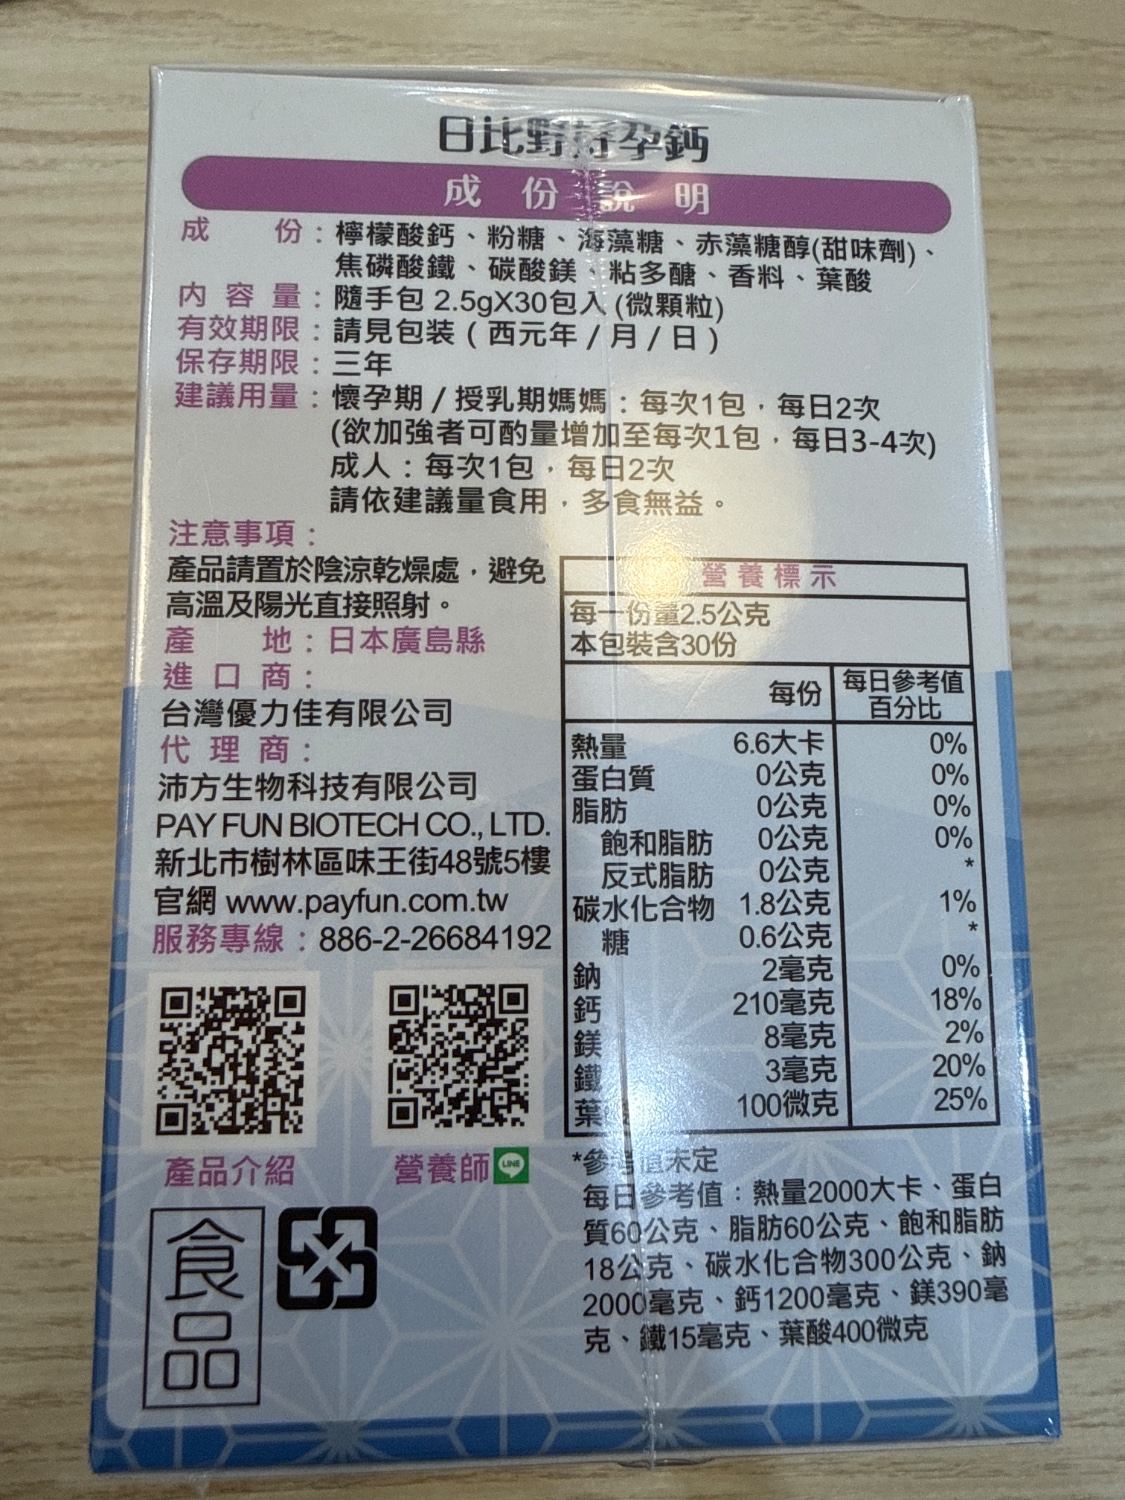 日比野好孕鈣
成份說明
成份：檸檬酸鈣、粉糖、海藻糖、赤藻糖醇(甜味劑)、
焦磷酸鐵、碳酸鎂、粘多醣、香料、葉酸
內容量：隨手包 2.5gX30包入 (微顆粒)
有效期限：請見包裝（西元年／月／日）
保存期限：三年
建議用量：懷孕期／授乳期媽媽：每次1包，每日2次
(欲加強者可酌量增加至每次1包，每日3-4次)
成人：每次1包，每日2次
請依建議量食用，多食無益。
注意事項：
產品請置於陰涼乾燥處，避免
高溫及陽光直接照射。
產地：日本廣島縣
進口商：
台灣優力佳有限公司
代理商：
沛方生物科技有限公司
PAY FUN BIOTECH CO., LTD.
新北市樹林區味王街48號5樓
官網 www.payfun.com.tw
服務專線：886-2-26684192
產品介紹
營養師 LINE
食品
營養標示
每一份量2.5公克
本包裝含30份
每份 每日參考值百分比
熱量 6.6大卡 0%
蛋白質 0公克 0%
脂肪 0公克 0%
飽和脂肪 0公克 0%
反式脂肪 0公克 *
碳水化合物 1.8公克 1%
糖 0.6公克 *
鈉 2毫克 0%
鈣 210毫克 18%
鎂 8毫克 2%
鐵 3毫克 20%
葉 100微克 25%
*參考值未定
每日參考值：熱量2000大卡、蛋白
質60公克、脂肪60公克、飽和脂肪
18公克、碳水化合物300公克、鈉
2000毫克、鈣1200毫克、鎂390毫
克、鐵15毫克、葉酸400微克